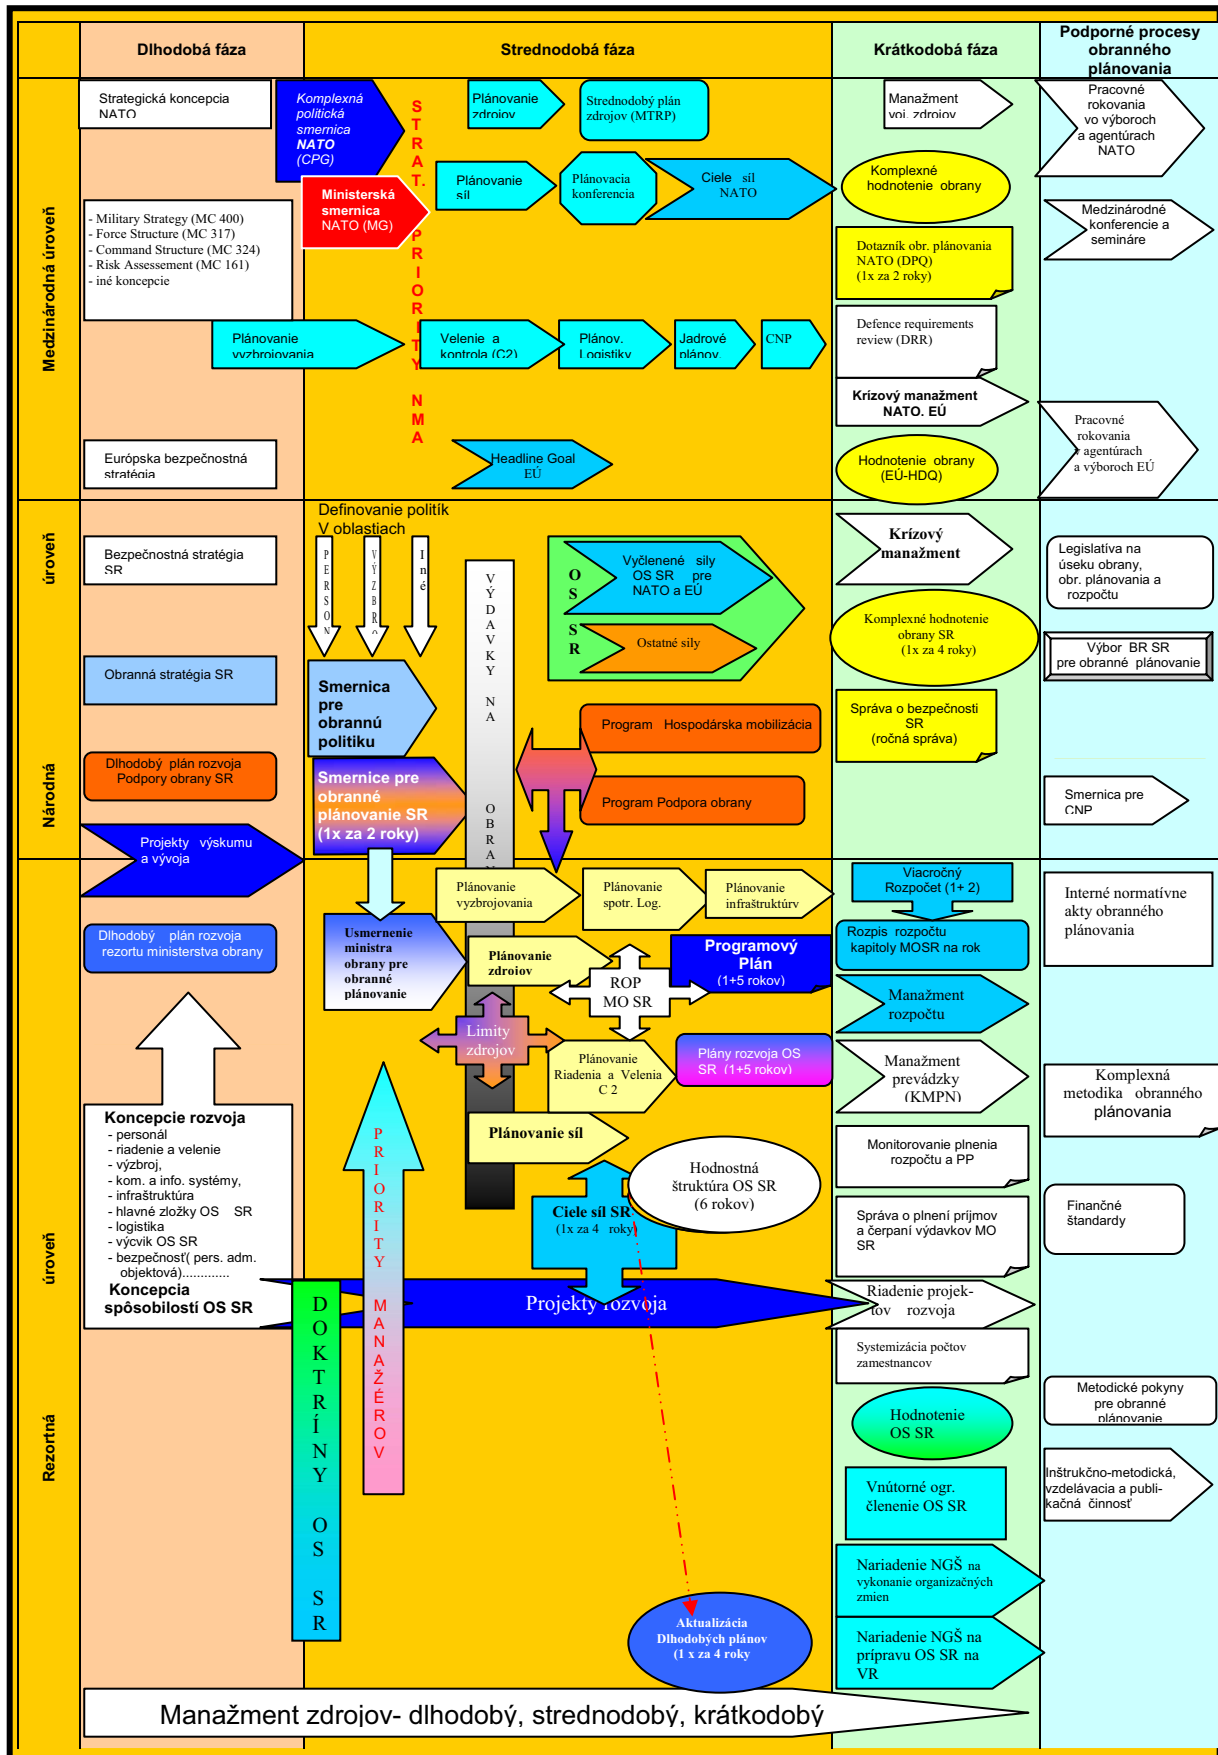 Dlhodobá fáza
Strednodobá fáza
Krátkodobá fáza
Podporné procesy
obranného
plánovania
Medzinárodná úroveň
Strategická koncepcia
NATO
Komplexná
politická
smernica
NATO
(CPG)
STRAT. PRIORITY NMA
Plánovanie
zdrojov
Strednodobý plán
zdrojov (MTRP)
Manažment
voj. zdrojov
Pracovné
rokovania
vo výboroch
a agentúrach
NATO
Ministerská
smernica
NATO (MG)
Plánovanie
síl
Plánovacia
konferencia
Ciele síl
NATO
Komplexné
hodnotenie obrany
- Military Strategy (MC 400)
- Force Structure (MC 317)
- Command Structure (MC 324)
- Risk Assessment (MC 161)
- iné koncepcie
Dotazník obr. plánovania
NATO (DPQ)
(1x za 2 roky)
Medzinárodné
konferencie a
semináre
Plánovanie
vyzbrojovania
Velenie a
kontrola (C2)
Plánov.
Logistiky
Jadrové
plánov.
CNP
Defence requirements
review (DRR)
Krízový manažment
NATO. EÚ
Európska bezpečnostná
stratégia
Headline Goal
EÚ
Hodnotenie obrany
(EÚ-HDQ)
Pracovné
rokovania
v agentúrach
a výboroch EÚ
Národná úroveň
Definovanie politík
V oblastiach
PERSON
VÝZBRO
Iné
Bezpečnostná stratégia
SR
VÝDAVKY NA OBRAN
OS SR
Vyčlenené sily
OS SR pre
NATO a EÚ
Ostatné sily
Krízový
manažment
Legislatíva na
úseku obrany,
obr. plánovania a
rozpočtu
Komplexné hodnotenie
obrany SR
(1x za 4 roky)
Výbor BR SR
pre obranné plánovanie
Obranná stratégia SR
Smernica
pre
obrannú
politiku
Program Hospodárska mobilizácia
Správa o bezpečnosti
SR
(ročná správa)
Dlhodobý plán rozvoja
Podpory obrany SR
Smernice pre
obranné
plánovanie SR
(1x za 2 roky)
Program Podpora obrany
Smernica pre
CNP
Projekty výskumu
a vývoja
Rezortná úroveň
Plánovanie
vyzbrojovania
Plánovanie
spotr. Log.
Plánovanie
infraštruktúry
Viacročný
Rozpočet (1+ 2)
Interné normatívne
akty obranného
plánovania
Dlhodobý plán rozvoja
rezortu ministerstva obrany
Usmernenie
ministra
obrany pre
obranné
plánovanie
Plánovanie
zdrojov
ROP
MO SR
Programový
Plán
(1+5 rokov)
Rozpis rozpočtu
kapitoly MOSR na rok
Manažment
rozpočtu
Limity
zdrojov
Plánovanie
Riadenia a Velenia
C 2
Plány rozvoja OS
SR (1+5 rokov)
Manažment
prevádzky
(KMPN)
Komplexná
metodika obranného
plánovania
Koncepcie rozvoja
- personál
- riadenie a velenie
- výzbroj,
- kom. a info. systémy,
- infraštruktúra
- hlavné zložky OS SR
- logistika
- výcvik OS SR
- bezpečnosť( pers. adm.
objektová).............
Koncepcia
spôsobilostí OS SR
PRIORITY MANAŽÉROV
Plánovanie síl
Hodnostná
štruktúra OS SR
(6 rokov)
Monitorovanie plnenia
rozpočtu a PP
Ciele síl SR
(1x za 4 roky)
Správa o plnení príjmov
a čerpaní výdavkov MO
SR
Finančné
štandardy
DOKTRÍNY OS SR
Projekty rozvoja
Riadenie projek-
tov rozvoja
Systemizácia počtov
zamestnancov
Metodické pokyny
pre obranné
plánovanie
Hodnotenie
OS SR
Vnútorné ogr.
členenie OS SR
Inštrukčno-metodická,
vzdelávacia a publi-
kačná činnosť
Nariadenie NGŠ na
vykonanie organizačných
zmien
Aktualizácia
Dlhodobých plánov
(1 x za 4 roky
Nariadenie NGŠ na
prípravu OS SR na
VR
Manažment zdrojov- dlhodobý, strednodobý, krátkodobý